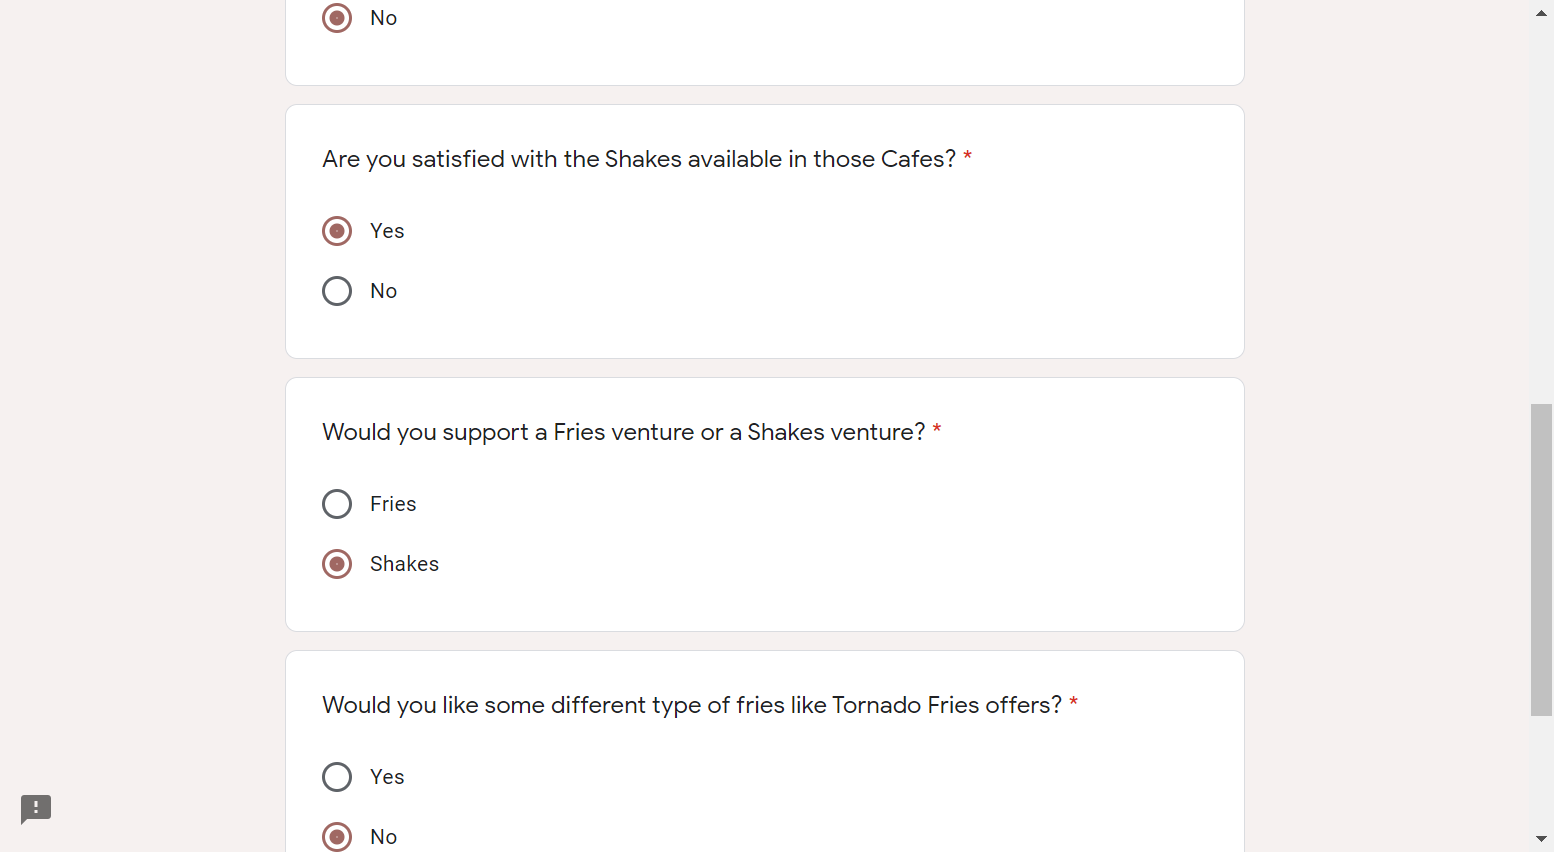 No
Are you satisfied with the Shakes available in those Cafes? *
Yes
No
Would you support a Fries venture or a Shakes venture? *
Fries
Shakes
Would you like some different type of fries like Tornado Fries offers? *
Yes
No